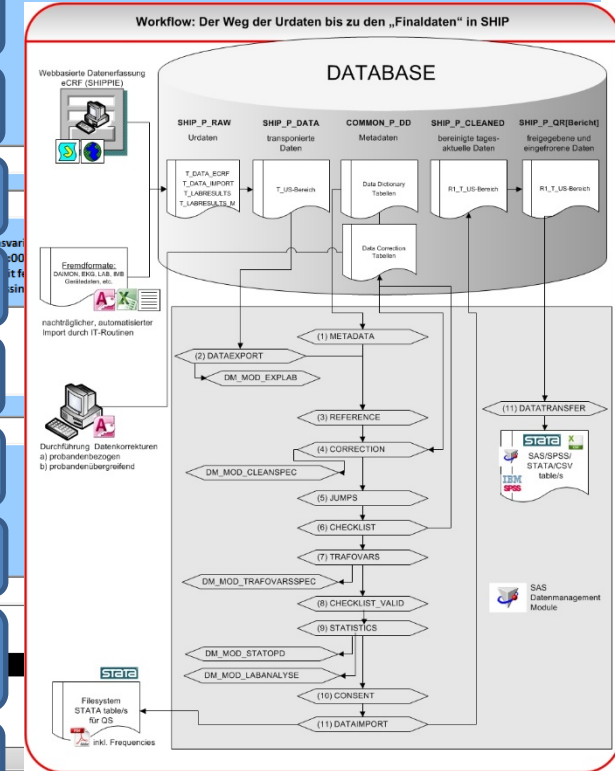 Workflow: Der Weg der Urdaten bis zu den „Finaldaten“ in SHIP
Webbasierte Datenerfassung
eCRF (SHIPPIE)
DATABASE
SHIP_P_RAW
Urdaten
SHIP_P_DATA
transponierte
Daten
COMMON_P_DD
Metadaten
SHIP_P_CLEANED
bereinigte tages-
aktuelle Daten
SHIP_P_QR[Bericht]
freigegebene und
eingefrorene Daten
T_DATA_ECRF
T_DATA_IMPORT
T_LABRESULTS
T_LABRESULTS_M
T_US-Bereich
Data Dictionary
Tabellen
R1_T_US-Bereich
R1_T_US-Bereich
Data Correction
Tabellen
Fremdformate:
DAIMON, EKG, LAB, IMB
Gerätedaten, etc.
nachträglicher, automatisierter
Import durch IT-Routinen
Durchführung Datenkorrekturen
a) probandenbezogen
b) probandenübergreifend
(1) METADATA
(2) DATAEXPORT
DM_MOD_EXPLAB
(3) REFERENCE
(4) CORRECTION
DM_MOD_CLEANSPEC
(5) JUMPS
(6) CHECKLIST
(7) TRAFOVARS
DM_MOD_TRAFOVARSSPEC
(8) CHECKLIST_VALID
(9) STATISTICS
DM_MOD_STATOPD
DM_MOD_LABANALYSE
(10) CONSENT
(11) DATAIMPORT
(11) DATATRANSFER
STATA
SAS/SPSS/
STATA/CSV
table/s
IBM
SPSS
SAS
Datenmanagement
Module
STATA
Filesystem
STATA table/s
für QS
inkl. Frequencies